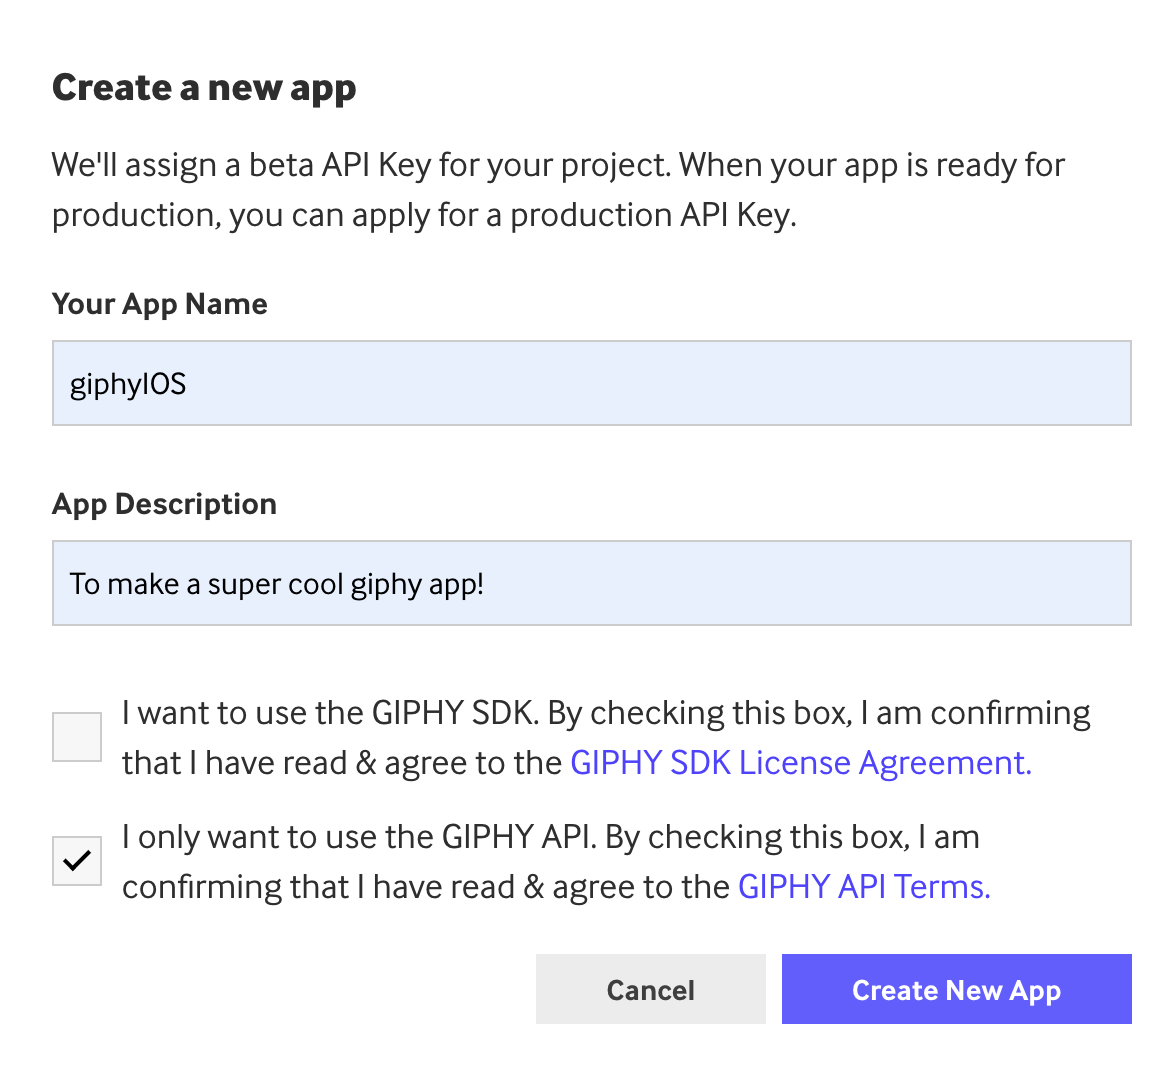 Create a new app
We'll assign a beta API Key for your project. When your app is ready for
production, you can apply for a production API Key.
Your App Name
giphyIOS
App Description
To make a super cool giphy app!
I want to use the GIPHY SDK. By checking this box, I am confirming
that I have read & agree to the GIPHY SDK License Agreement.
I only want to use the GIPHY API. By checking this box, I am
confirming that I have read & agree to the GIPHY API Terms.
Cancel
Create New App